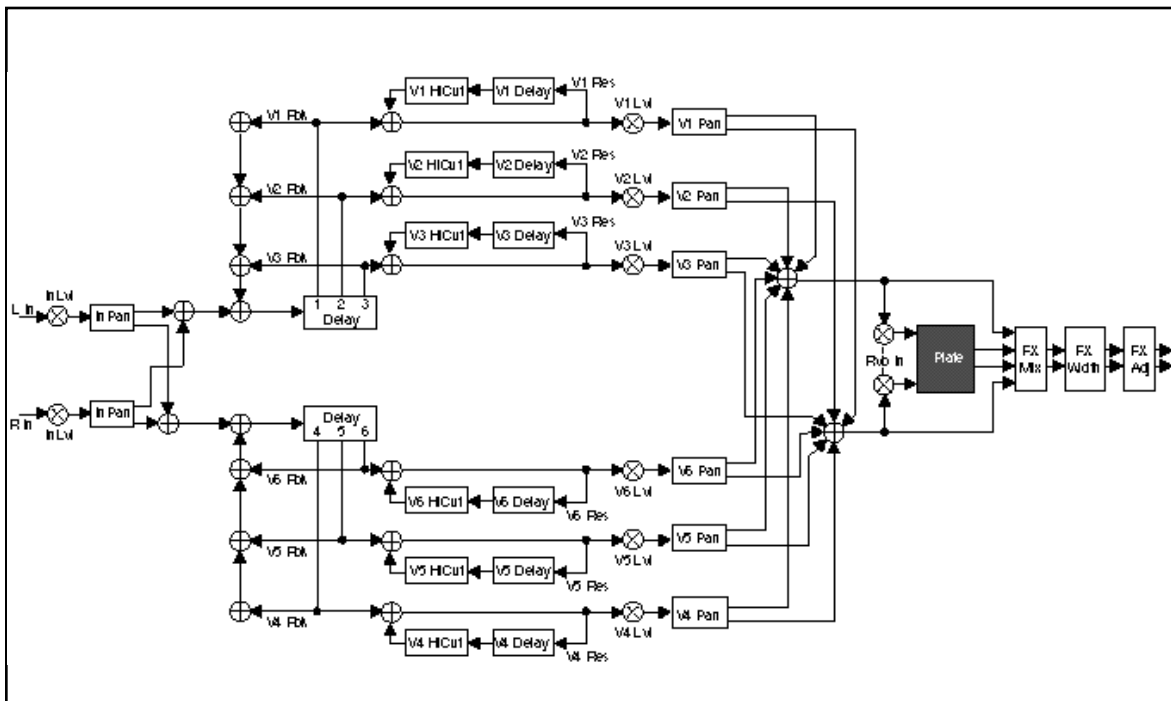 V1 Res
V1 HiCut
V1 Delay
V1 Fbk
V1 Lvl
V1 Pan
V2 Res
V2 HiCut
V2 Delay
V2 Fbk
V2 Lvl
V2 Pan
V3 Res
V3 HiCut
V3 Delay
V3 Fbk
V3 Lvl
V3 Pan
L In
In Lvl
In Pan
1 2 3
Delay
Rvb In
Plate
FX
Mix
FX
Width
FX
Adj
R In
In Lvl
In Pan
Delay
4 5 6
V6 Fbk
V6 HiCut
V6 Delay
V6 Res
V6 Lvl
V6 Pan
V5 Fbk
V5 HiCut
V5 Delay
V5 Res
V5 Lvl
V5 Pan
V4 Fbk
V4 HiCut
V4 Delay
V4 Res
V4 Lvl
V4 Pan